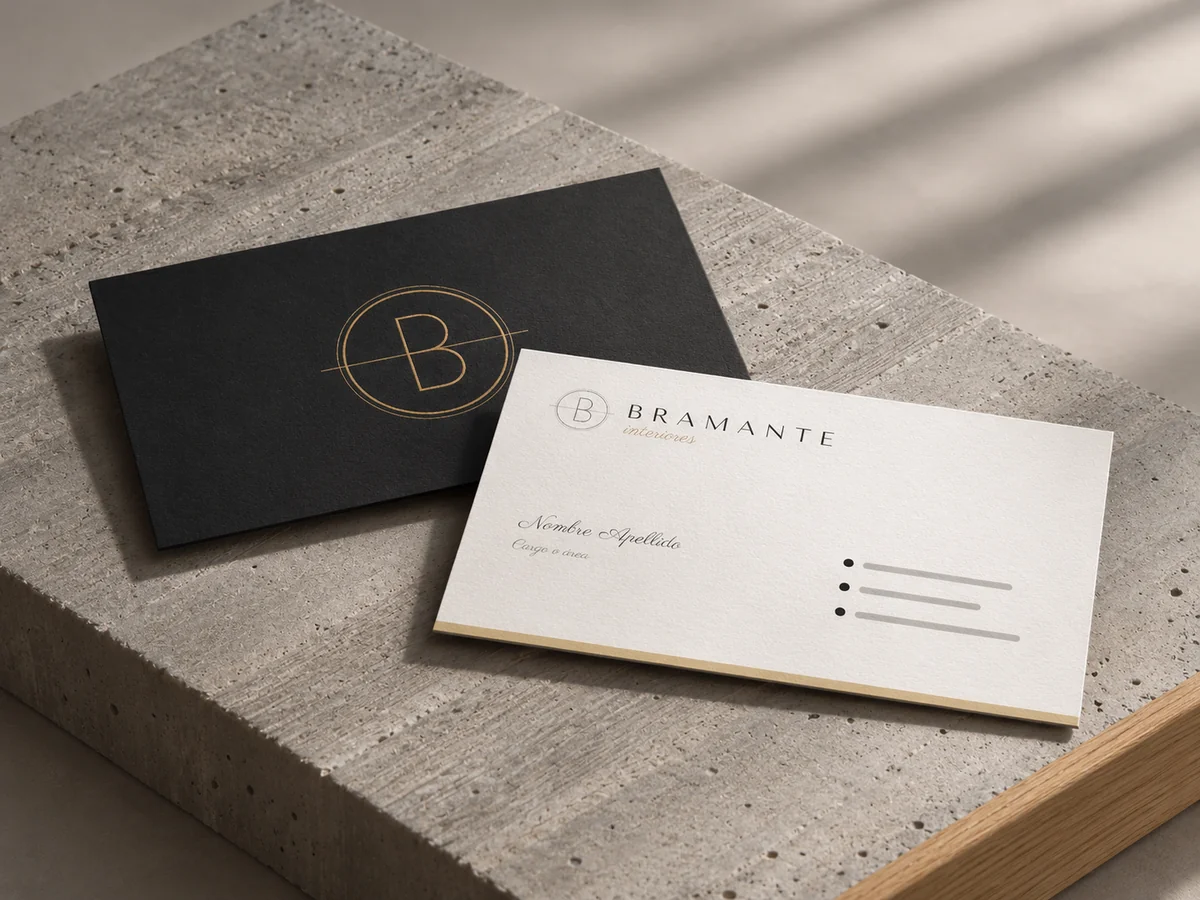 B
B
BRAMANTE
interiores
Nombre Apellido
Cargo o área